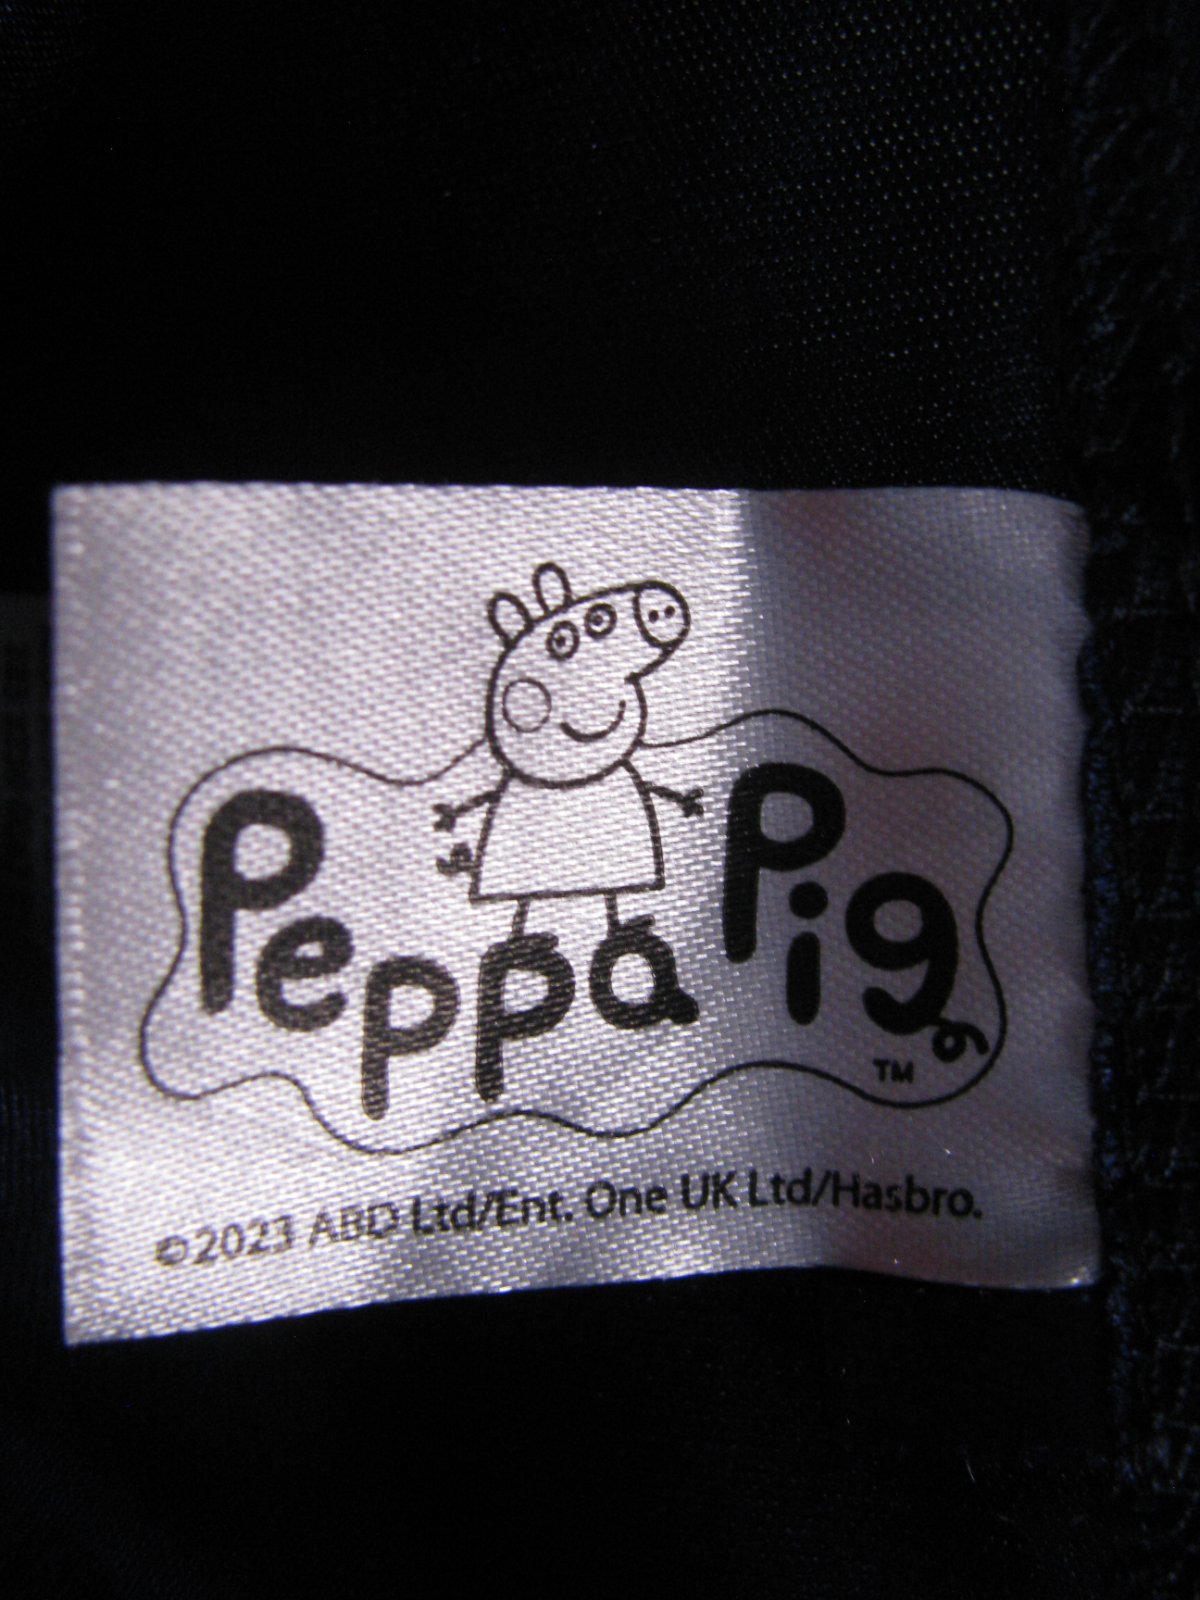 Peppa Pig
TM
©2023 ABD Ltd/Ent. One UK Ltd/Hasbro.